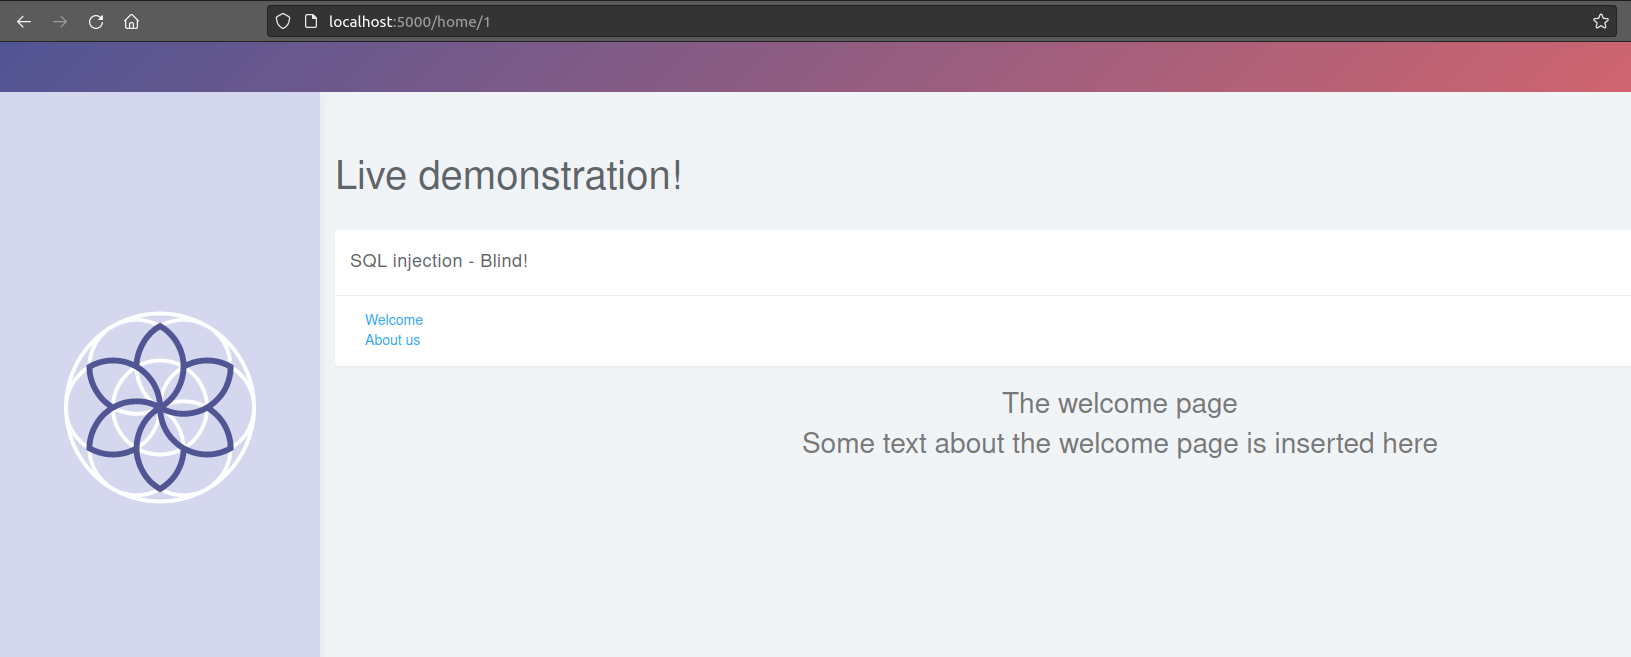 localhost:5000/home/1
Live demonstration!
SQL injection - Blind!
Welcome
About us
The welcome page
Some text about the welcome page is inserted here